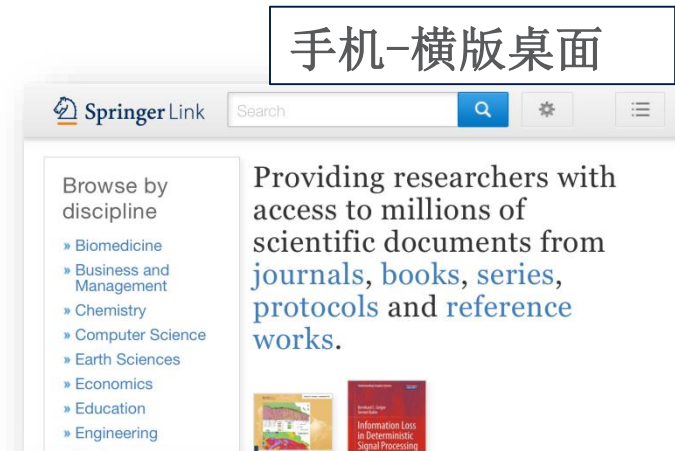 手机-横版桌面
Springer Link
Search
Browse by
discipline
» Biomedicine
» Business and
Management
» Chemistry
» Computer Science
» Earth Sciences
» Economics
» Education
» Engineering
Providing researchers with
access to millions of
scientific documents from
journals, books, series,
protocols and reference
works.
Information Loss
in Deterministic
Signal Processing